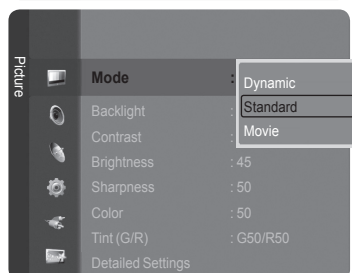 Picture
Mode : Dynamic
Standard
Movie
Backlight :
Contrast :
Brightness : 45
Sharpness : 50
Color : 50
Tint (G/R) : G50/R50
Detailed Settings